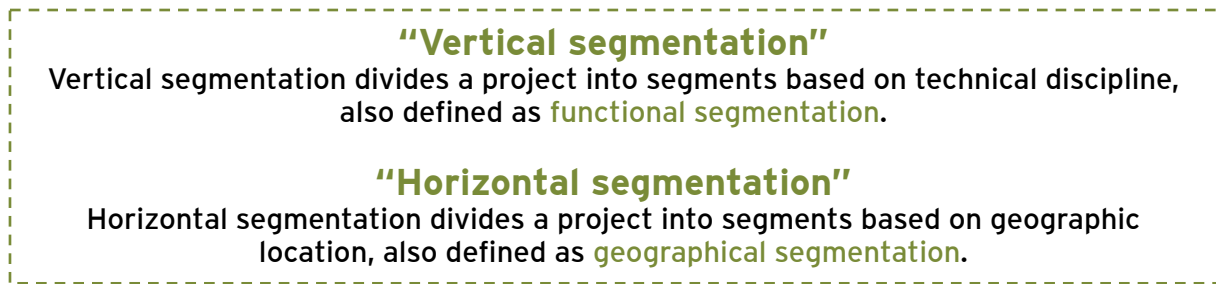 “Vertical segmentation”
Vertical segmentation divides a project into segments based on technical discipline,
also defined as functional segmentation.
“Horizontal segmentation”
Horizontal segmentation divides a project into segments based on geographic
location, also defined as geographical segmentation.